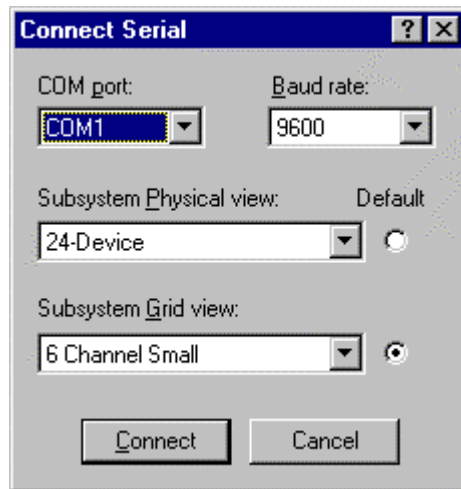 Connect Serial
COM port: Baud rate:
COM1 9600
Subsystem Physical view: Default
24-Device
Subsystem Grid view:
6 Channel Small
Connect Cancel